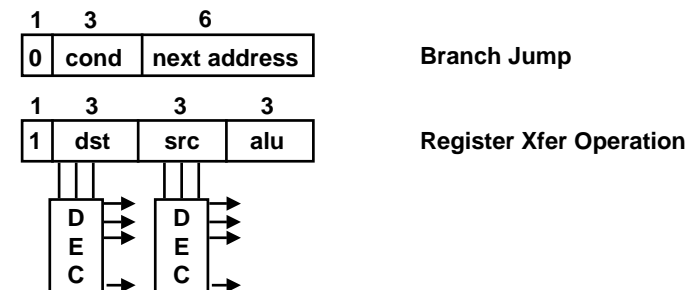 1 3 6
0 cond next address Branch Jump
1 3 3 3
1 dst src alu Register Xfer Operation
D D
E E
C C